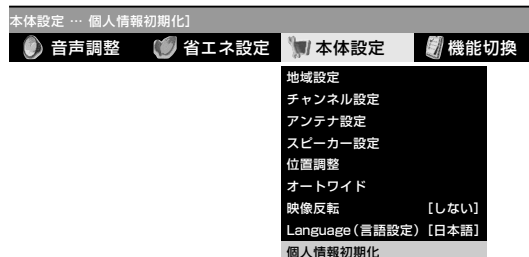 本体設定 … 個人情報初期化]
音声調整 省エネ設定 本体設定 機能切換
地域設定
チャンネル設定
アンテナ設定
スピーカー設定
位置調整
オートワイド
映像反転 [しない]
Language(言語設定) [日本語]
個人情報初期化